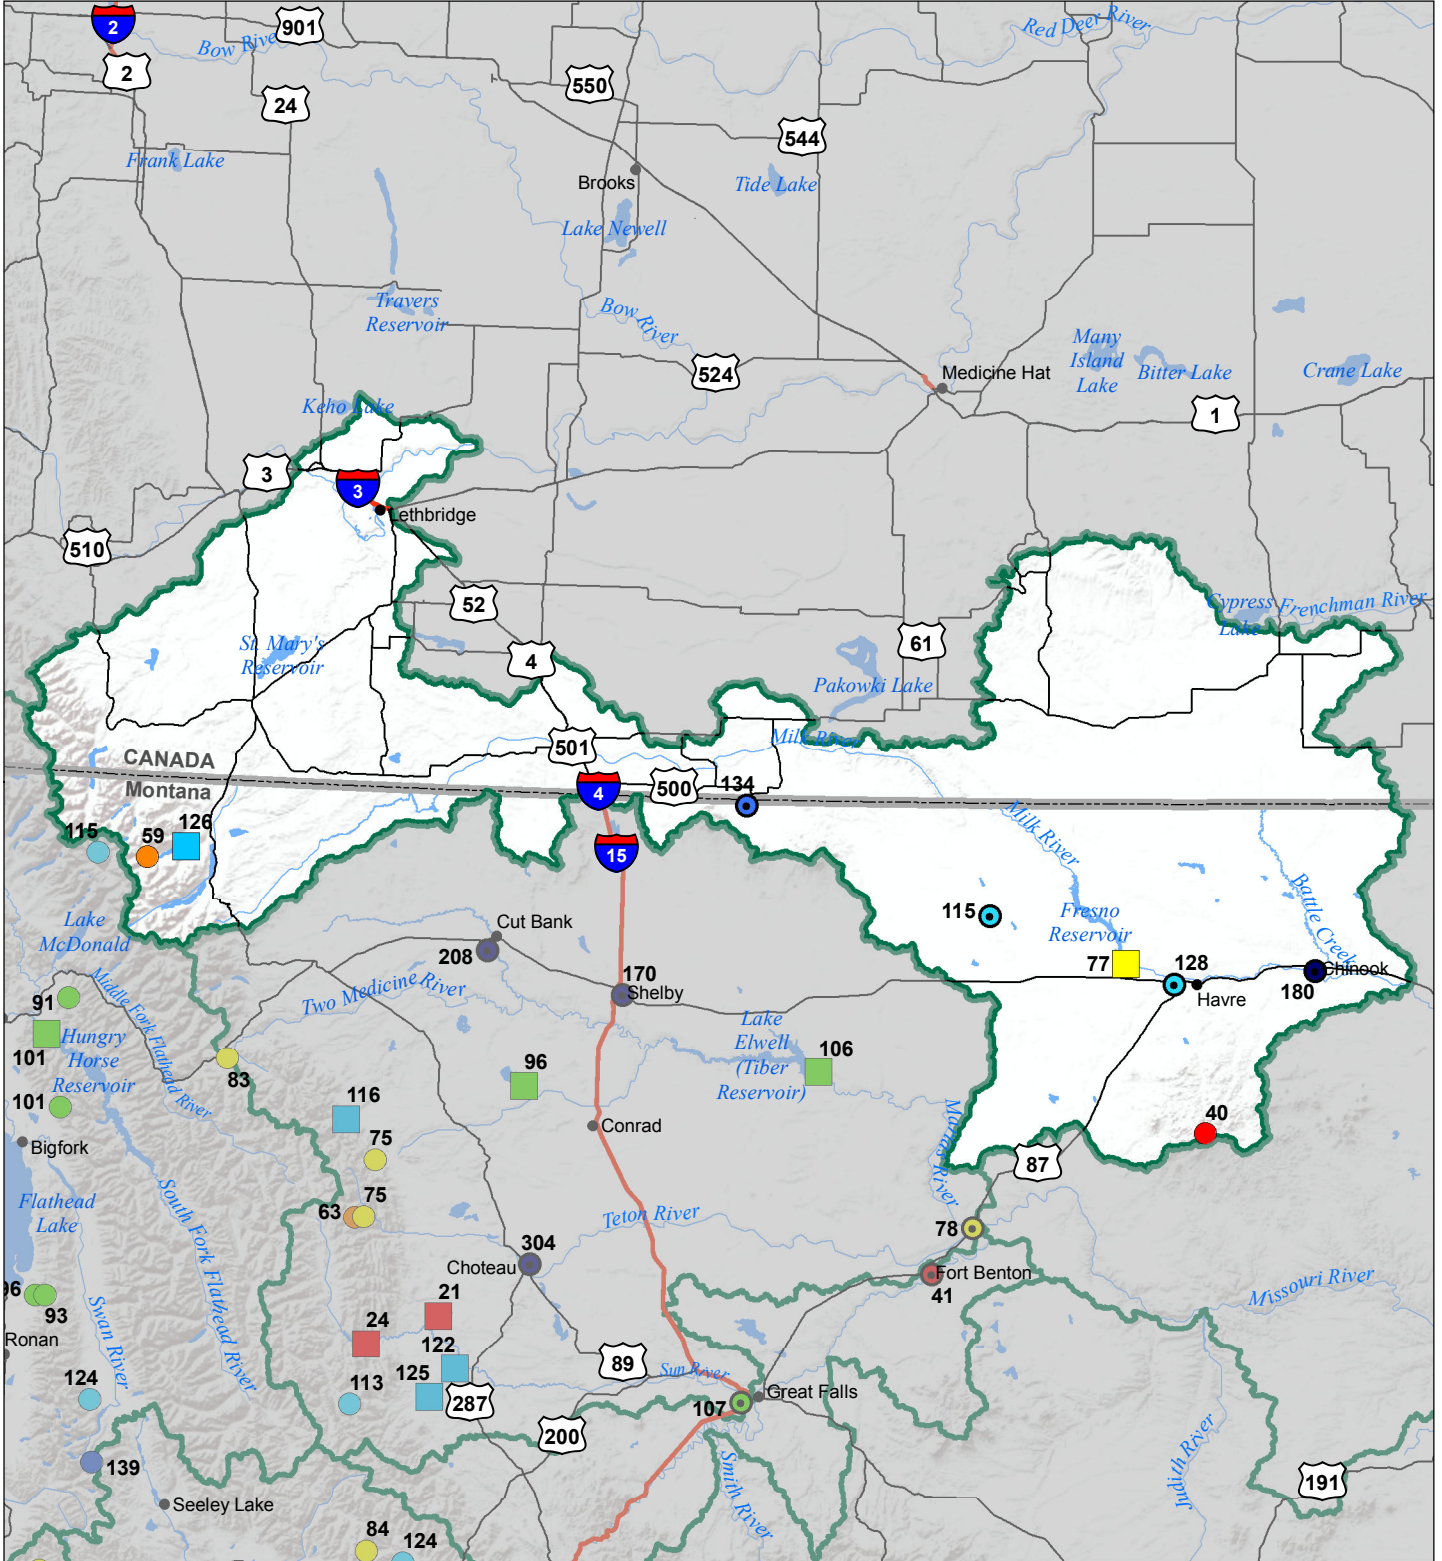 2
901
Bow Rive
Red Deer River
2
24
550
544
Frank Lake
Brooks
Tide Lake
Lake Newell
Travers
Reservoir
Bow River
524
Medicine Hat
Many
Island
Lake
Bitter Lake
Crane Lake
1
Keho Lake
3
3
Lethbridge
510
52
4
61
Cypress
Lake
Frenchman River
St. Mary's
Reservoir
Pakowki Lake
501
Milk River
CANADA
Montana
4
500
134
15
115
59
126
Milk River
Battle Creek
115
Fresno
Reservoir
77
128
Havre
Chinook
180
Lake
McDonald
Cut Bank
208
170
Shelby
Two Medicine River
Middle Fork Flathead River
91
101
Hungry
Horse
Reservoir
83
101
Bigfork
116
96
Lake
Elwell
(Tiber
Reservoir)
106
Conrad
75
Marias River
40
87
Flathead
Lake
South Fork Flathead River
63
75
Teton River
78
Choteau
304
Fort Benton
41
Missouri River
96
93
Ronan
Swan River
21
24
122
125
89
Sun River
124
113
287
Great Falls
107
200
Smith River
Judith River
139
Seeley Lake
191
84
124